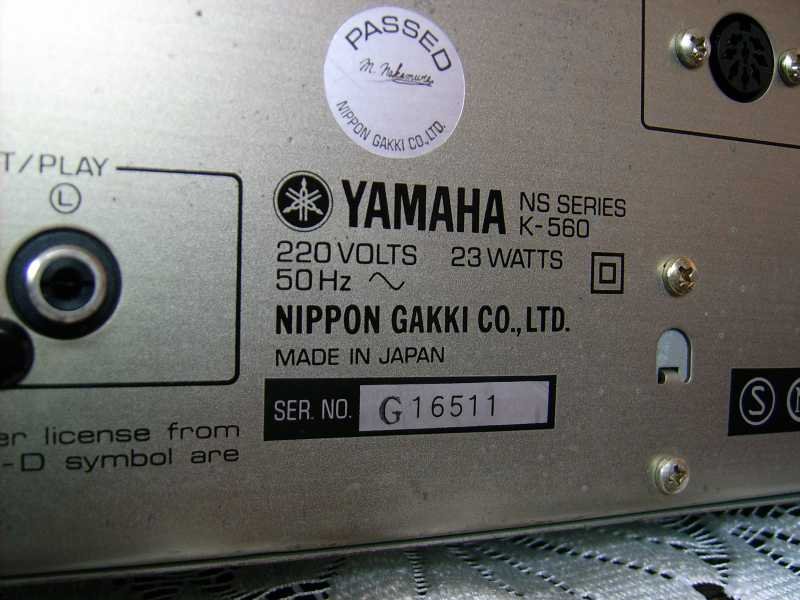 PASSED
M. Nakamura
NIPPON GAKKI CO., LTD.
T/PLAY
L
YAMAHA NS SERIES
K-560
220 VOLTS 23 WATTS
50 Hz ~
NIPPON GAKKI CO., LTD.
MADE IN JAPAN
SER. NO. G 16511
er license from
-D symbol are
S